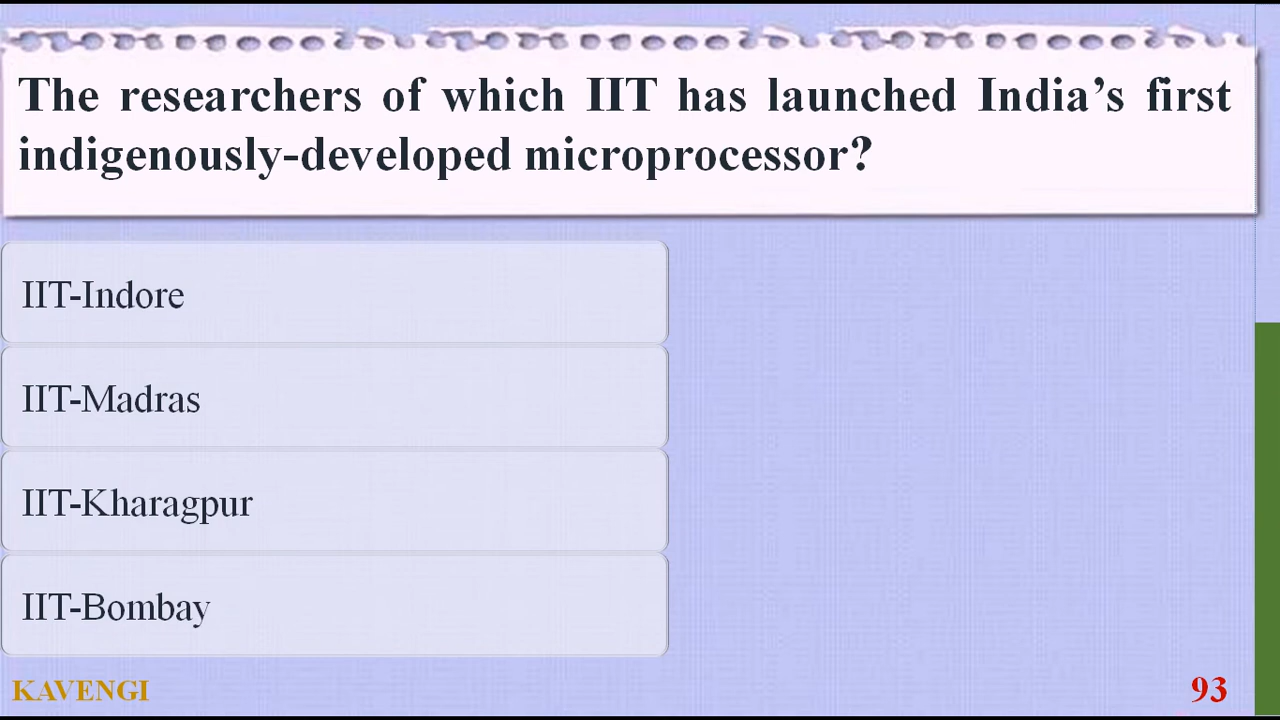 The researchers of which IIT has launched India’s first
indigenously-developed microprocessor?
IIT-Indore
IIT-Madras
IIT-Kharagpur
IIT-Bombay
KAVENGI
93